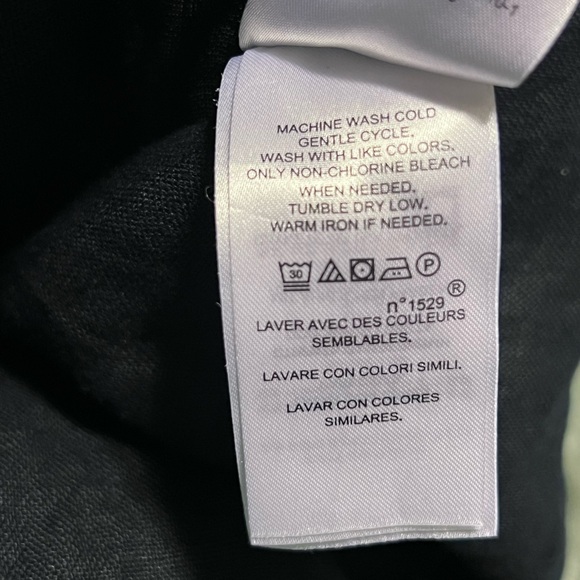 MACHINE WASH COLD
GENTLE CYCLE.
WASH WITH LIKE COLORS.
ONLY NON-CHLORINE BLEACH
WHEN NEEDED.
TUMBLE DRY LOW.
WARM IRON IF NEEDED.
30 P
n°1529 ®
LAVER AVEC DES COULEURS
SEMBLABLES.
LAVARE CON COLORI SIMILI.
LAVAR CON COLORES
SIMILARES.